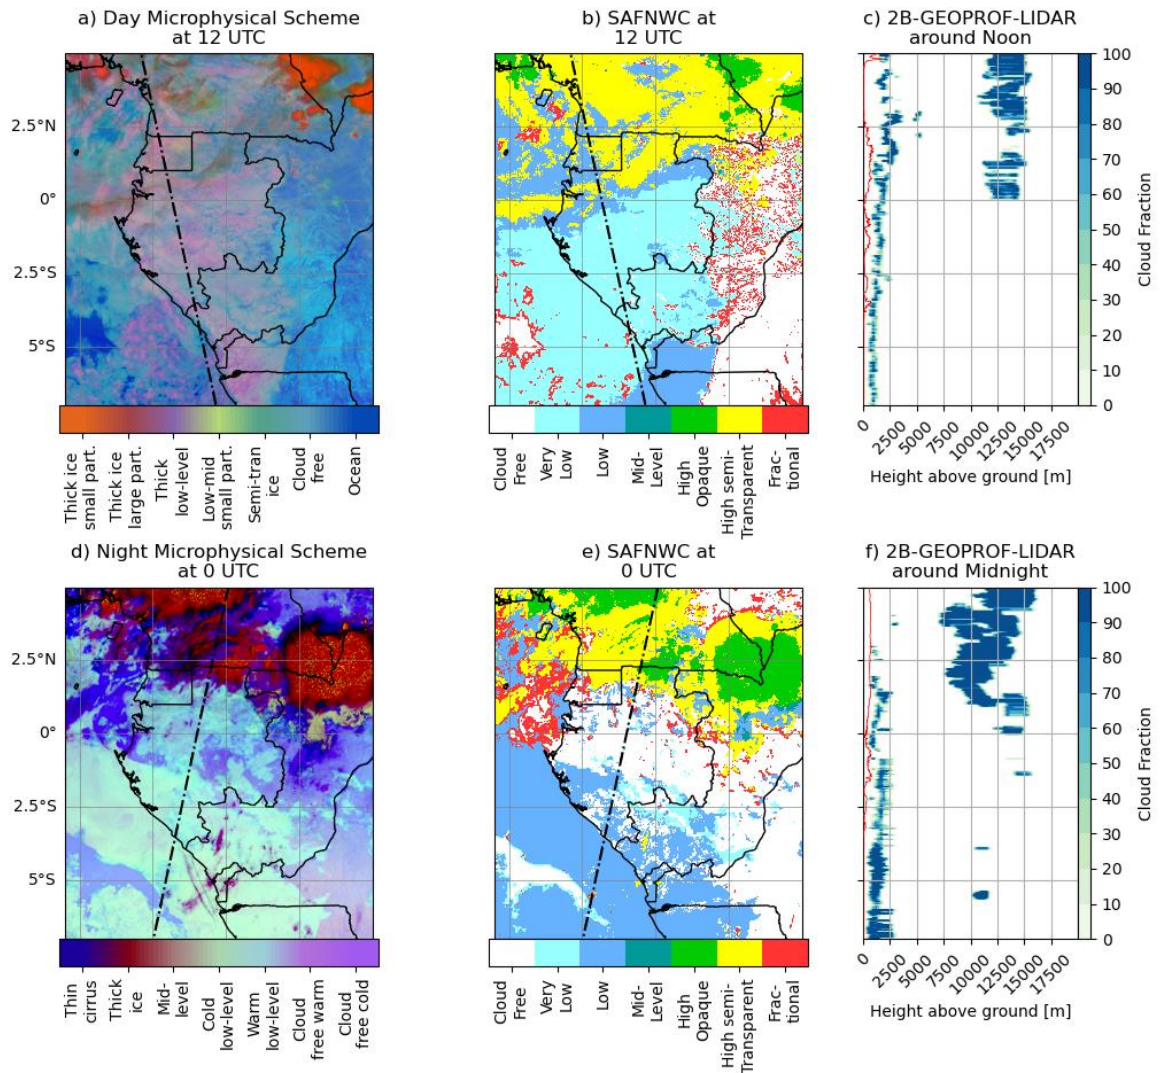 a) Day Microphysical Scheme
at 12 UTC
b) SAFNWC at
12 UTC
c) 2B-GEOPROF-LIDAR
around Noon
2.5°N
0°
2.5°S
5°S
100
90
80
70
60
50
40
30
20
10
0
Cloud Fraction
Thick ice
small part.
Thick ice
large part.
Thick
low-level
Low-mid
small part.
Semi-tran
ice
Cloud
free
Ocean
Cloud
Free
Very
Low
Low
Mid-
Level
High
Opaque
High semi-
Transparent
Frac-
tional
0
2500
5000
7500
10000
12500
15000
17500
Height above ground [m]
d) Night Microphysical Scheme
at 0 UTC
e) SAFNWC at
0 UTC
f) 2B-GEOPROF-LIDAR
around Midnight
2.5°N
0°
2.5°S
5°S
100
90
80
70
60
50
40
30
20
10
0
Cloud Fraction
Thin
cirrus
Thick
ice
Mid-
level
Cold
low-level
Warm
low-level
Cloud
free warm
Cloud
free cold
Cloud
Free
Very
Low
Low
Mid-
Level
High
Opaque
High semi-
Transparent
Frac-
tional
0
2500
5000
7500
10000
12500
15000
17500
Height above ground [m]